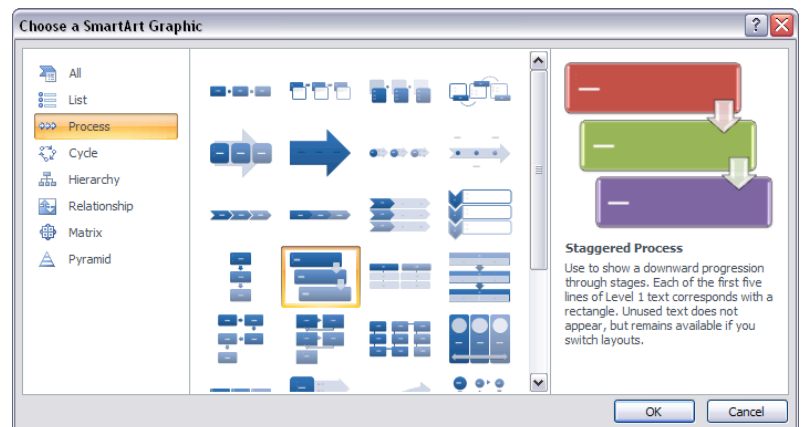 Choose a SmartArt Graphic
All
List
Process
Cycle
Hierarchy
Relationship
Matrix
Pyramid
Staggered Process
Use to show a downward progression
through stages. Each of the first five
lines of Level 1 text corresponds with a
rectangle. Unused text does not
appear, but remains available if you
switch layouts.
OK
Cancel